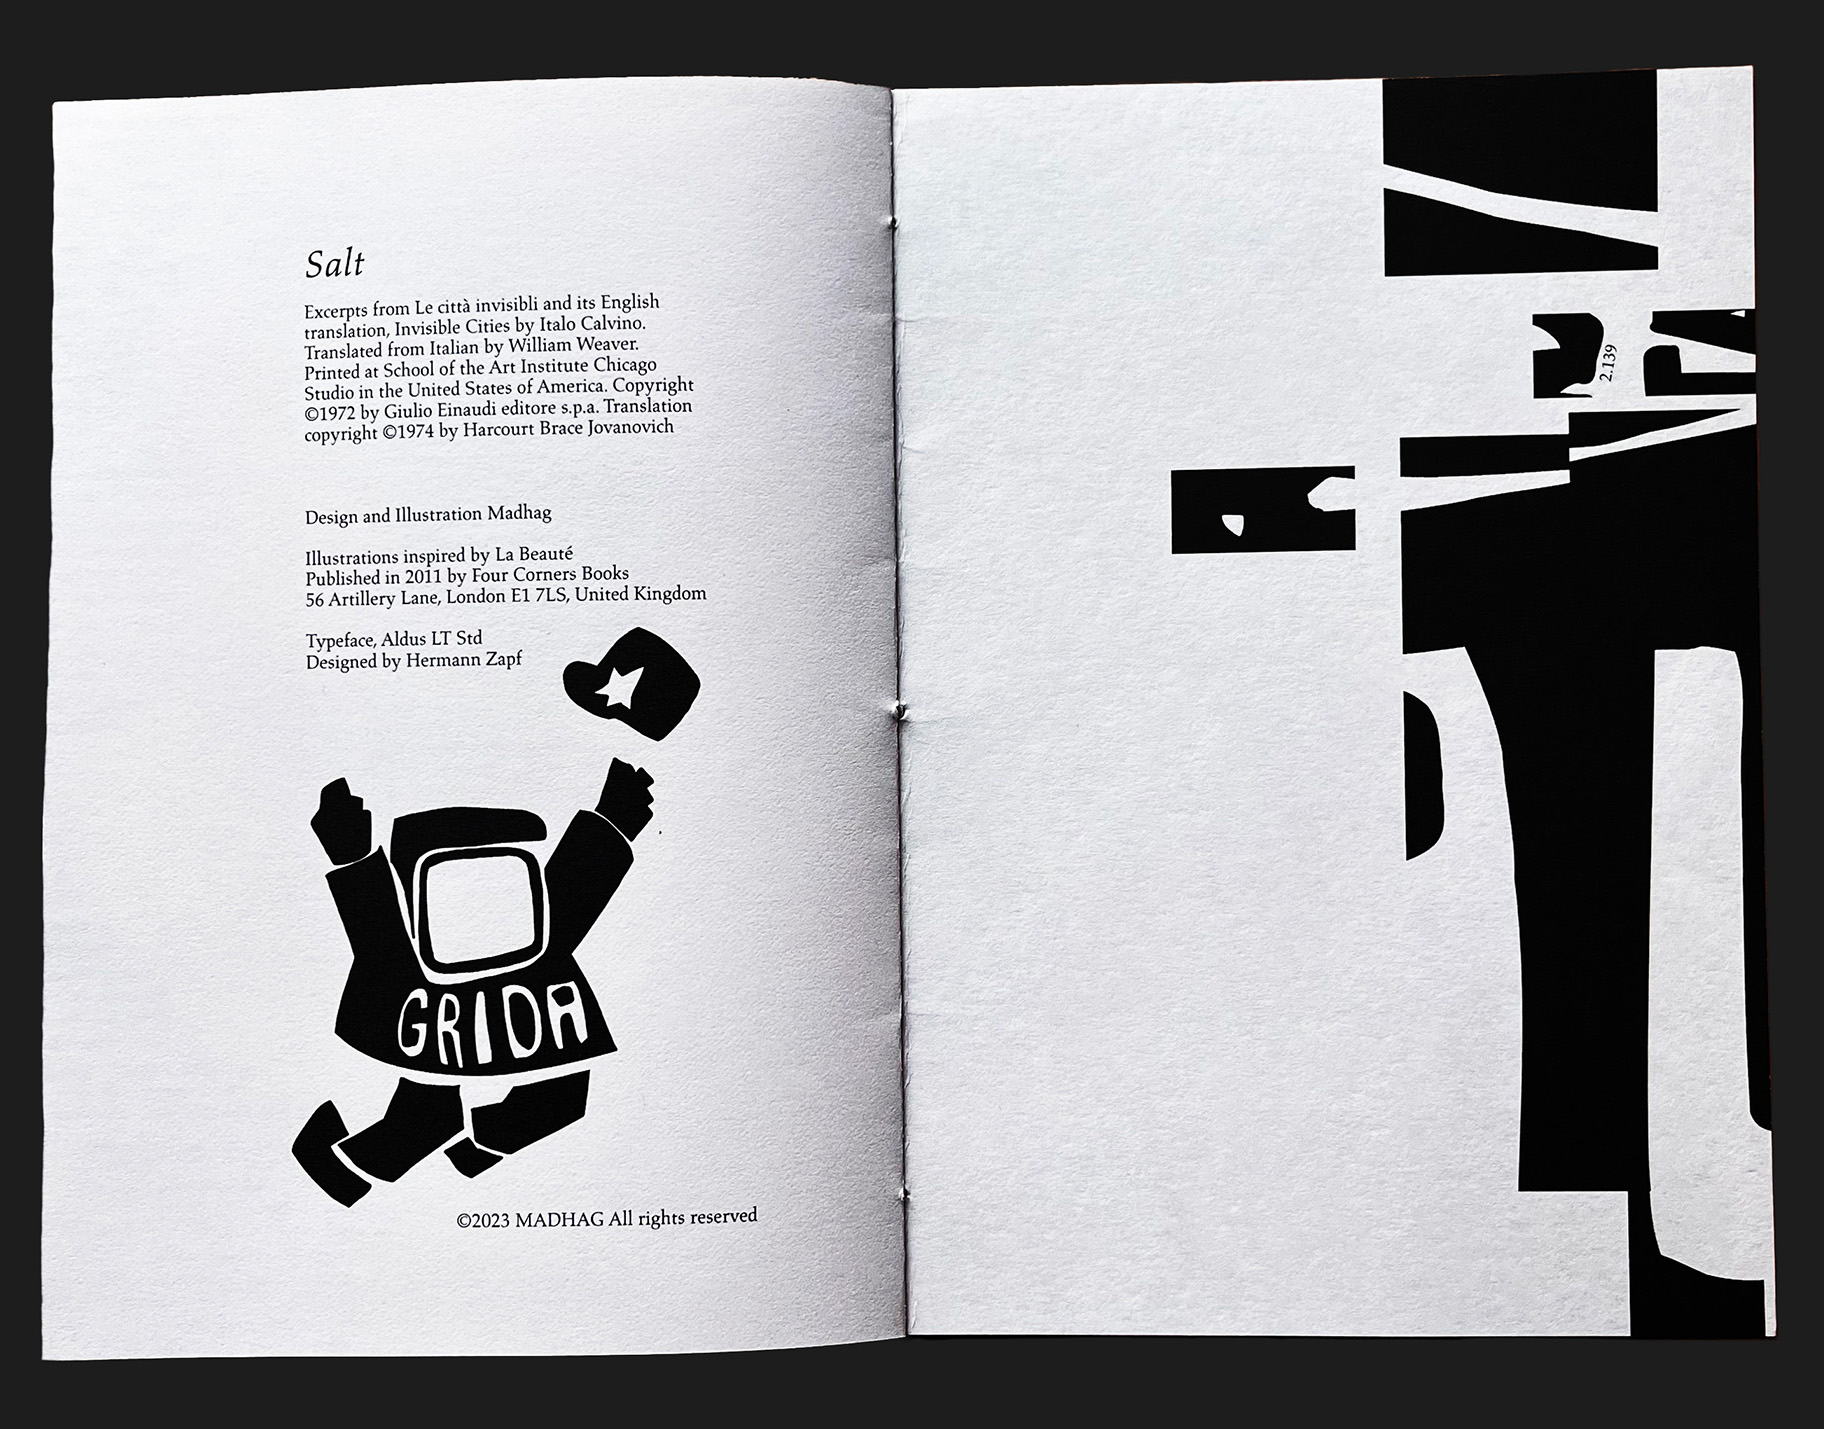 Salt
Excerpts from Le città invisibli and its English
translation, Invisible Cities by Italo Calvino.
Translated from Italian by William Weaver.
Printed at School of the Art Institute Chicago
Studio in the United States of America. Copyright
©1972 by Giulio Einaudi editore s.p.a. Translation
copyright ©1974 by Harcourt Brace Jovanovich
Design and Illustration Madhag
Illustrations inspired by La Beauté
Published in 2011 by Four Corners Books
56 Artillery Lane, London E1 7LS, United Kingdom
Typeface, Aldus LT Std
Designed by Hermann Zapf
GRIDA
©2023 MADHAG All rights reserved
2.139